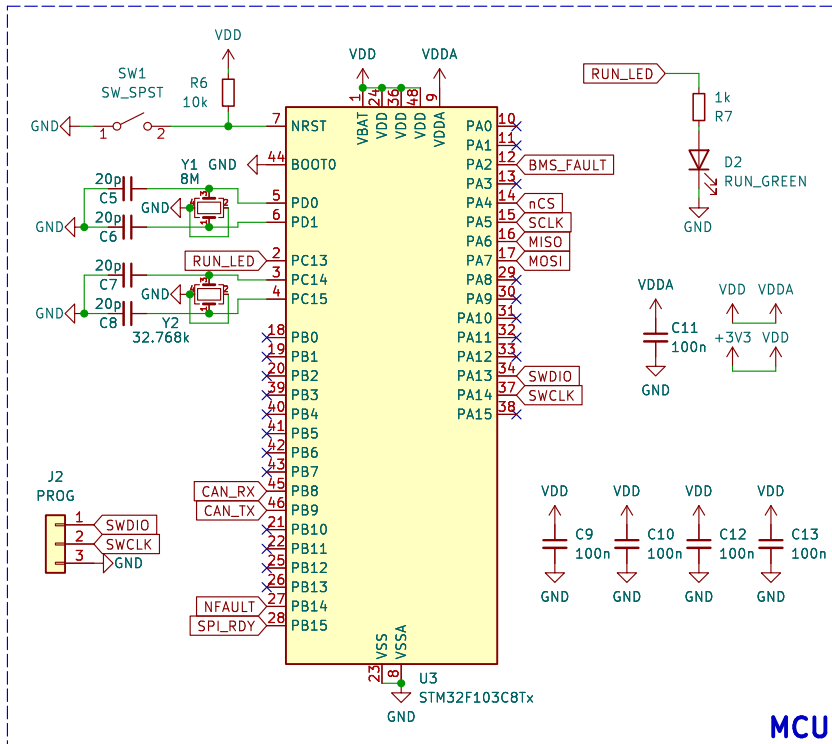 VDD
SW1
SW_SPST
R6
10k
GND
1
2
VDD
VDDA
1
24
36
48
9
VBAT
VDD
VDD
VDD
VDDA
7
NRST
44
BOOT0
GND
Y1
8M
20p
C5
GND
GND
3
2
1
20p
C6
5
PD0
6
PD1
RUN_LED
2
PC13
3
PC14
4
PC15
20p
C7
GND
GND
3
2
1
20p
C8
Y2
32.768k
18
PB0
19
PB1
20
PB2
39
PB3
40
PB4
41
PB5
42
PB6
43
PB7
CAN_RX
45
PB8
CAN_TX
46
PB9
21
PB10
22
PB11
25
PB12
26
PB13
NFAULT
27
PB14
SPI_RDY
28
PB15
J2
PROG
1
SWDIO
2
SWCLK
3
GND
PA0
10
PA1
11
PA2
12
BMS_FAULT
PA3
13
PA4
14
nCS
PA5
15
SCLK
PA6
16
MISO
PA7
17
MOSI
PA8
29
PA9
30
PA10
31
PA11
32
PA12
33
PA13
34
SWDIO
PA14
37
SWCLK
PA15
38
VSS
VSSA
23
8
GND
U3
STM32F103C8Tx
RUN_LED
1k
R7
D2
RUN_GREEN
GND
VDDA
C11
100n
GND
VDD
VDDA
+3V3
VDD
VDD
C9
100n
GND
VDD
C10
100n
GND
VDD
C12
100n
GND
VDD
C13
100n
GND
MCU